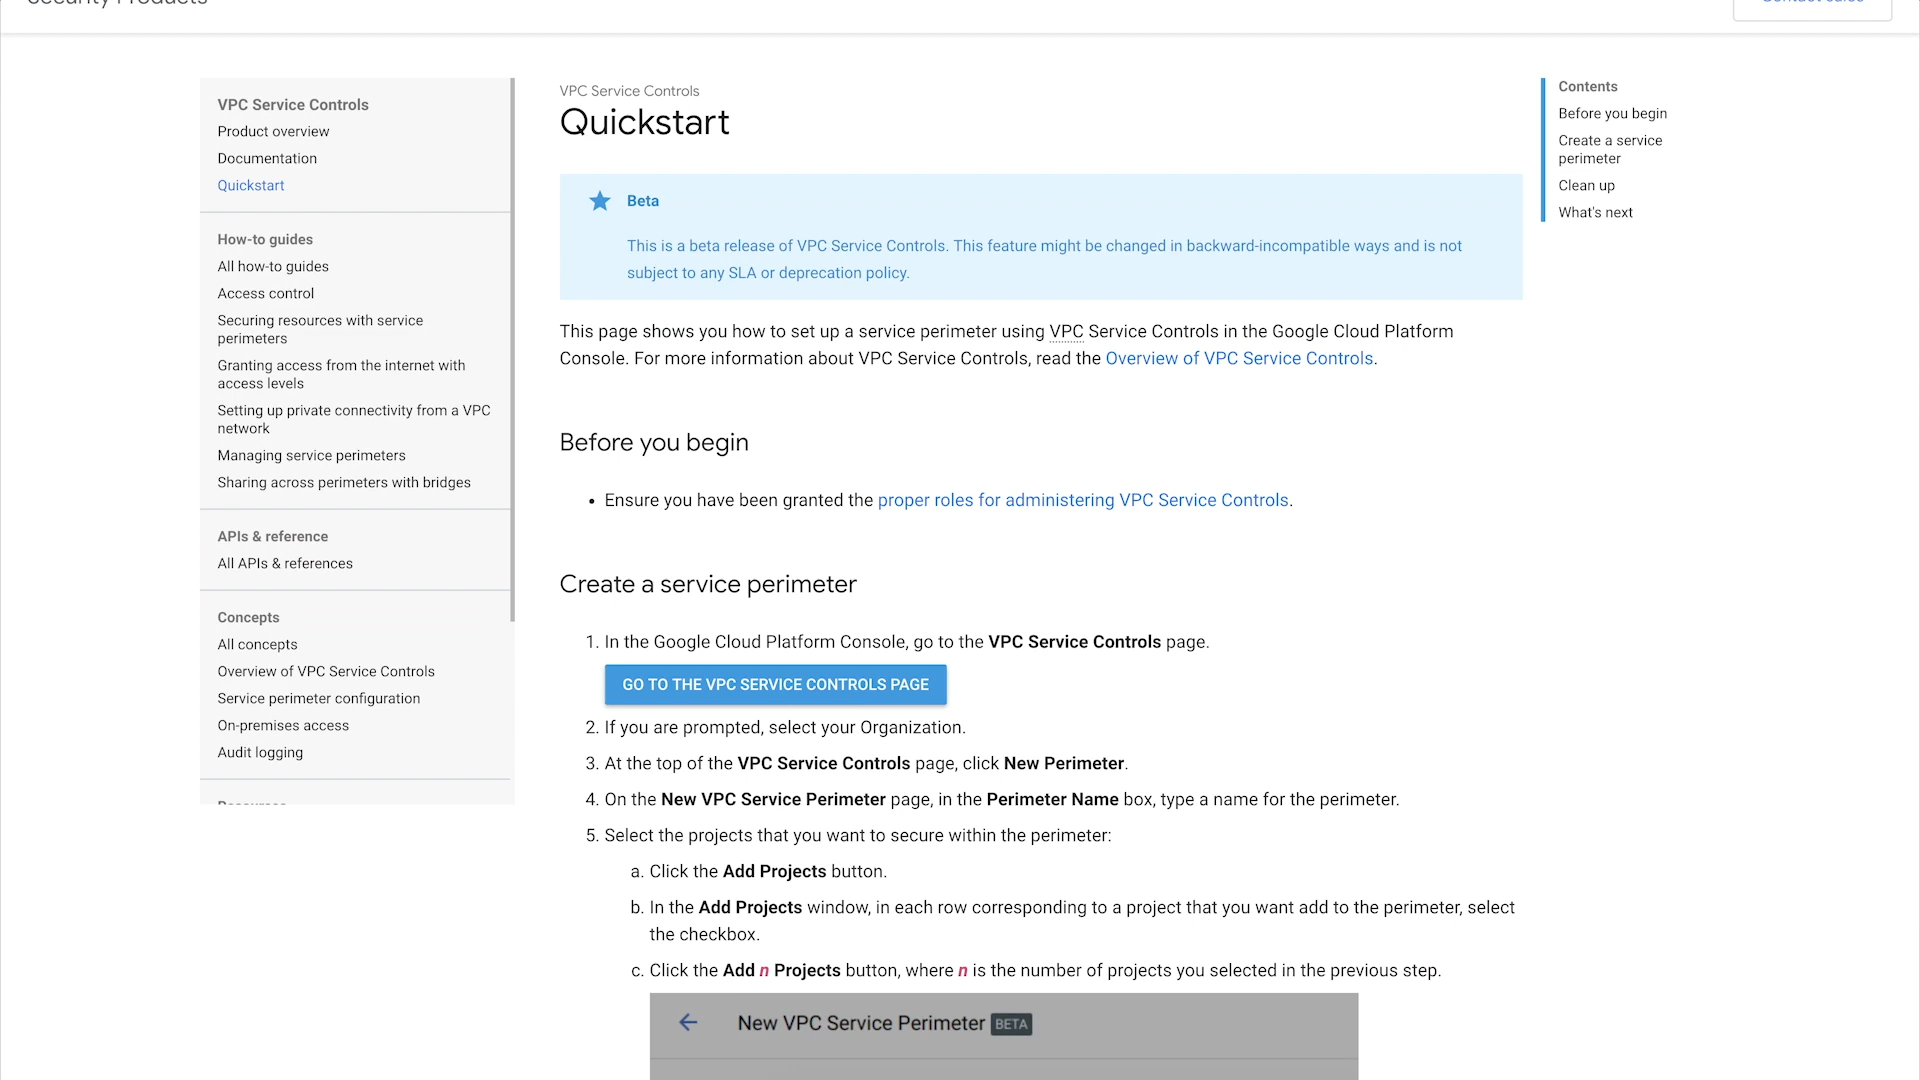 Security Products
Contact sales
VPC Service Controls
Product overview
Documentation
Quickstart
How-to guides
All how-to guides
Access control
Securing resources with service
perimeters
Granting access from the internet with
access levels
Setting up private connectivity from a VPC
network
Managing service perimeters
Sharing across perimeters with bridges
APIs & reference
All APIs & references
Concepts
All concepts
Overview of VPC Service Controls
Service perimeter configuration
On-premises access
Audit logging
Resources
VPC Service Controls
Quickstart
Beta
This is a beta release of VPC Service Controls. This feature might be changed in backward-incompatible ways and is not
subject to any SLA or deprecation policy.
This page shows you how to set up a service perimeter using VPC Service Controls in the Google Cloud Platform
Console. For more information about VPC Service Controls, read the Overview of VPC Service Controls.
Before you begin
• Ensure you have been granted the proper roles for administering VPC Service Controls.
Create a service perimeter
1. In the Google Cloud Platform Console, go to the VPC Service Controls page.
GO TO THE VPC SERVICE CONTROLS PAGE
2. If you are prompted, select your Organization.
3. At the top of the VPC Service Controls page, click New Perimeter.
4. On the New VPC Service Perimeter page, in the Perimeter Name box, type a name for the perimeter.
5. Select the projects that you want to secure within the perimeter:
a. Click the Add Projects button.
b. In the Add Projects window, in each row corresponding to a project that you want add to the perimeter, select
the checkbox.
c. Click the Add n Projects button, where n is the number of projects you selected in the previous step.
New VPC Service Perimeter BETA
Contents
Before you begin
Create a service
perimeter
Clean up
What's next